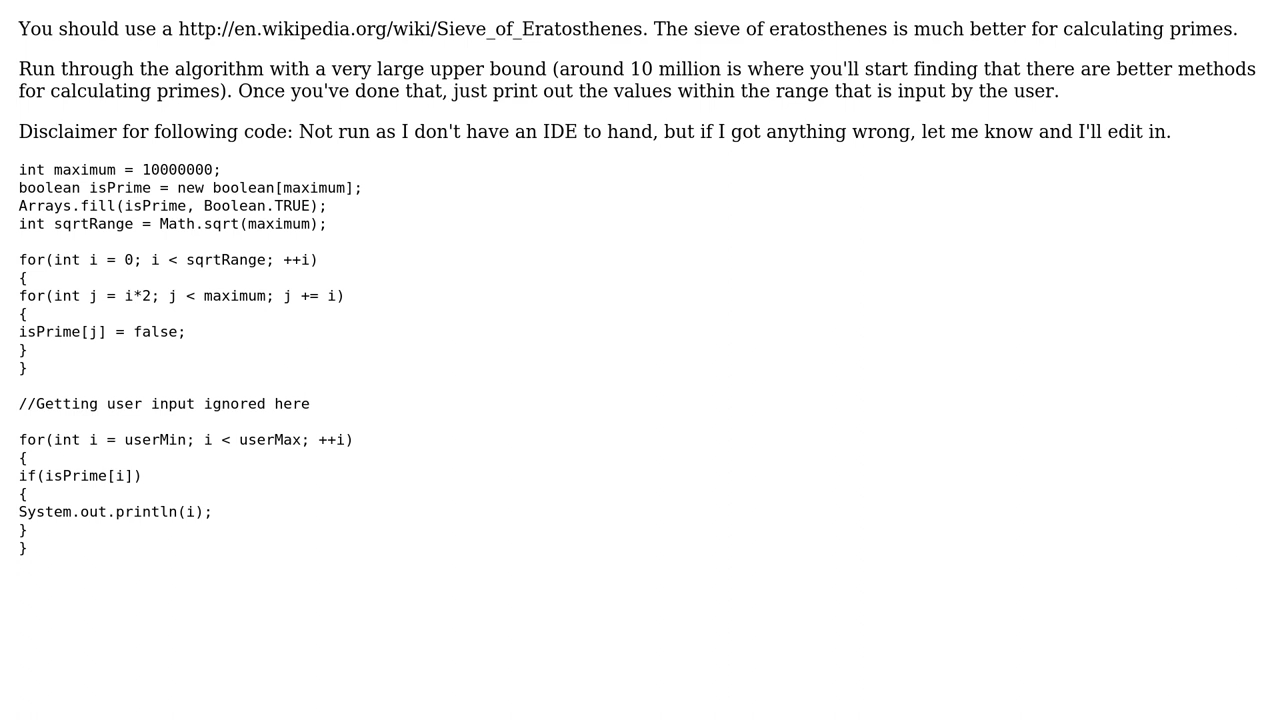 You should use a http://en.wikipedia.org/wiki/Sieve_of_Eratosthenes. The sieve of eratosthenes is much better for calculating primes.
Run through the algorithm with a very large upper bound (around 10 million is where you'll start finding that there are better methods
for calculating primes). Once you've done that, just print out the values within the range that is input by the user.
Disclaimer for following code: Not run as I don't have an IDE to hand, but if I got anything wrong, let me know and I'll edit in.
int maximum = 10000000;
boolean isPrime = new boolean[maximum];
Arrays.fill(isPrime, Boolean.TRUE);
int sqrtRange = Math.sqrt(maximum);
for(int i = 0; i < sqrtRange; ++i)
{
for(int j = i*2; j < maximum; j += i)
{
isPrime[j] = false;
}
}
//Getting user input ignored here
for(int i = userMin; i < userMax; ++i)
{
if(isPrime[i])
{
System.out.println(i);
}
}